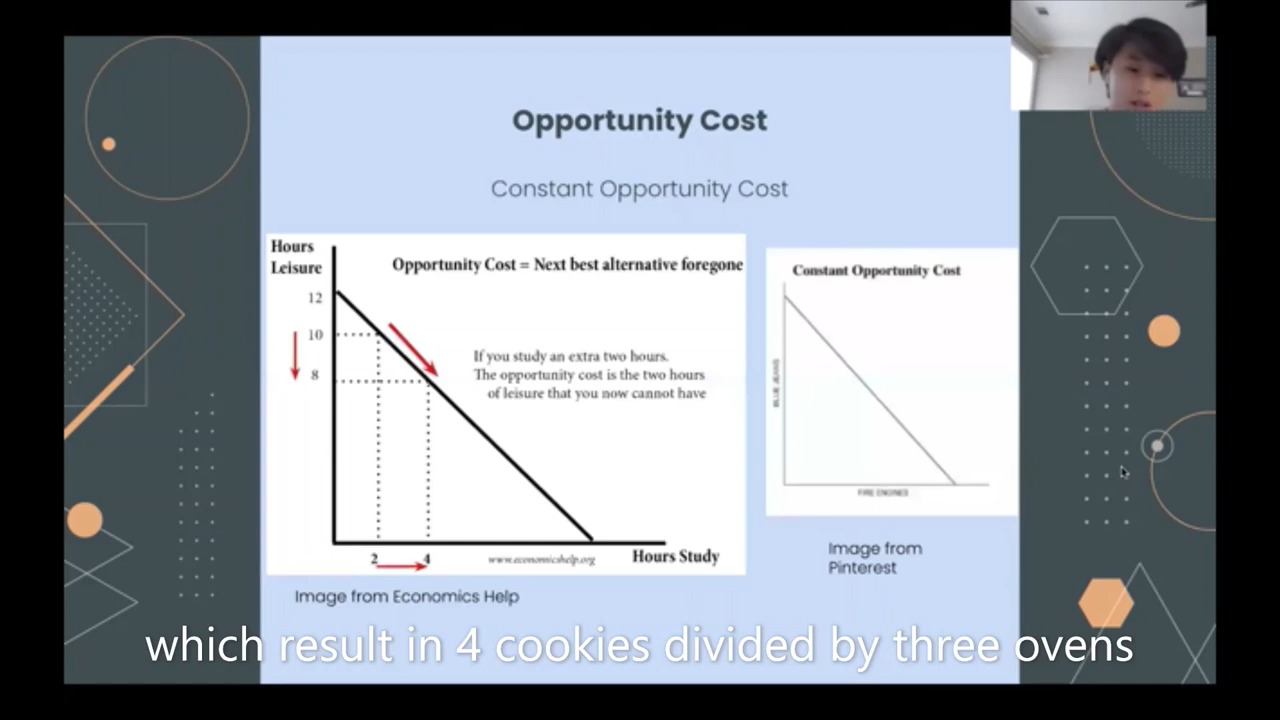 Opportunity Cost
Constant Opportunity Cost
Hours
Leisure
Opportunity Cost = Next best alternative foregone
12
10
8
If you study an extra two hours.
The opportunity cost is the two hours
of leisure that you now cannot have
2
4
www.economicshelp.org
Hours Study
Image from Economics Help
Constant Opportunity Cost
BLUE JEANS
FIRE ENGINES
Image from
Pinterest
which result in 4 cookies divided by three ovens